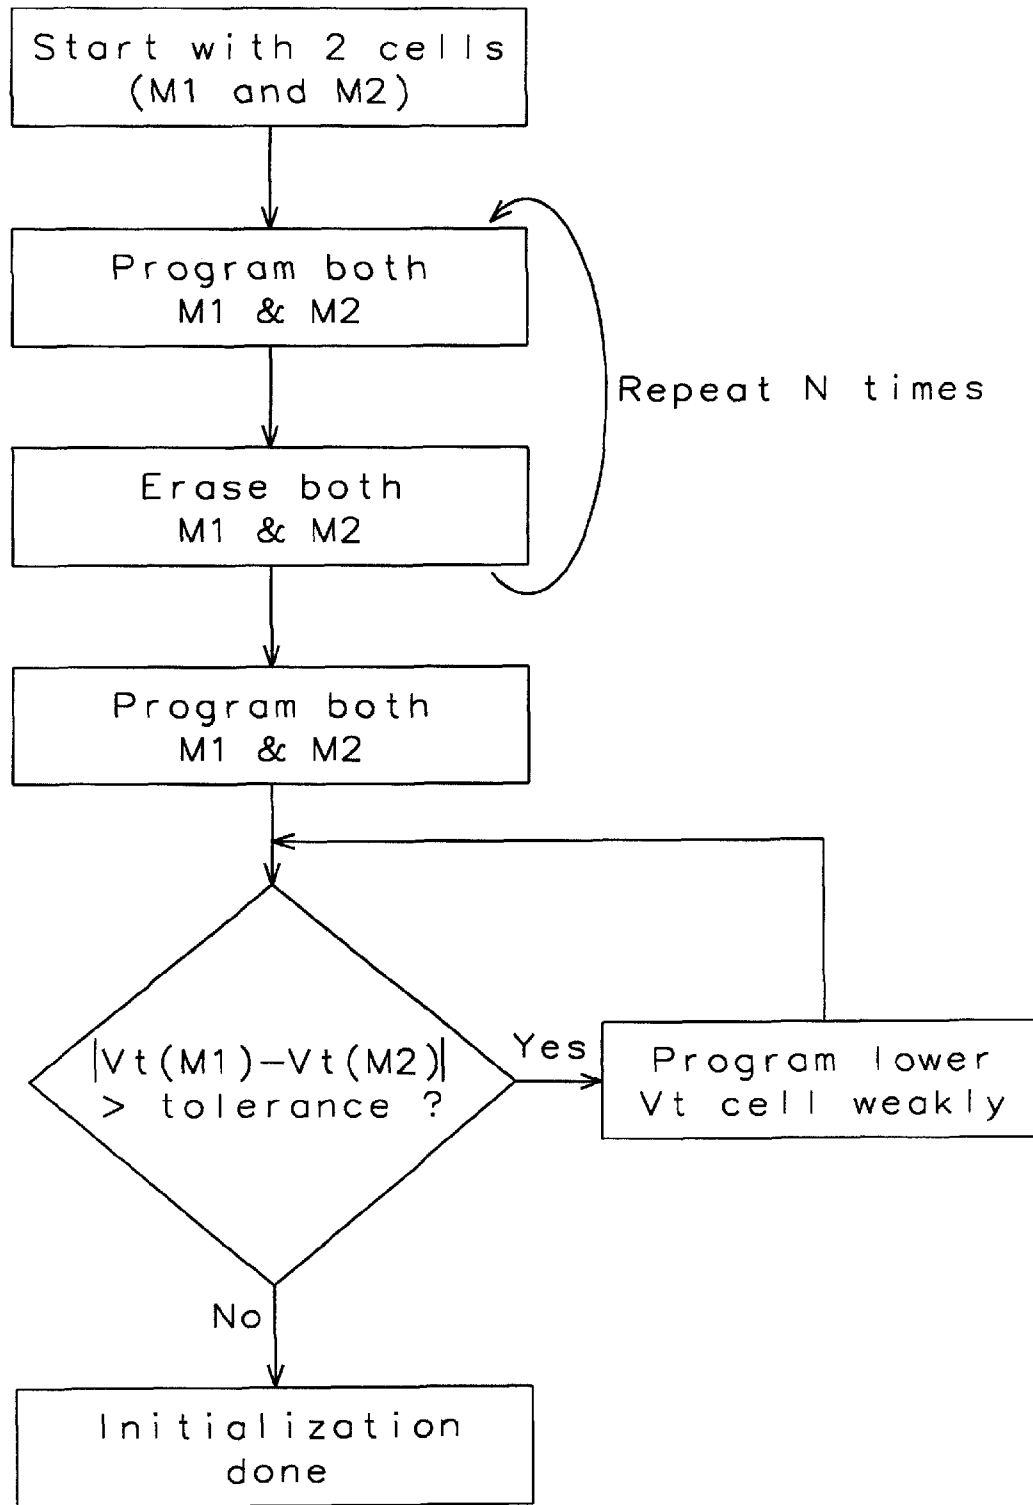 Start with 2 cells
(M1 and M2)
Program both
M1 & M2
Repeat N times
Erase both
M1 & M2
Program both
M1 & M2
|Vt(M1)-Vt(M2)|
> tolerance ?
Yes
Program lower
Vt cell weakly
No
Initialization
done